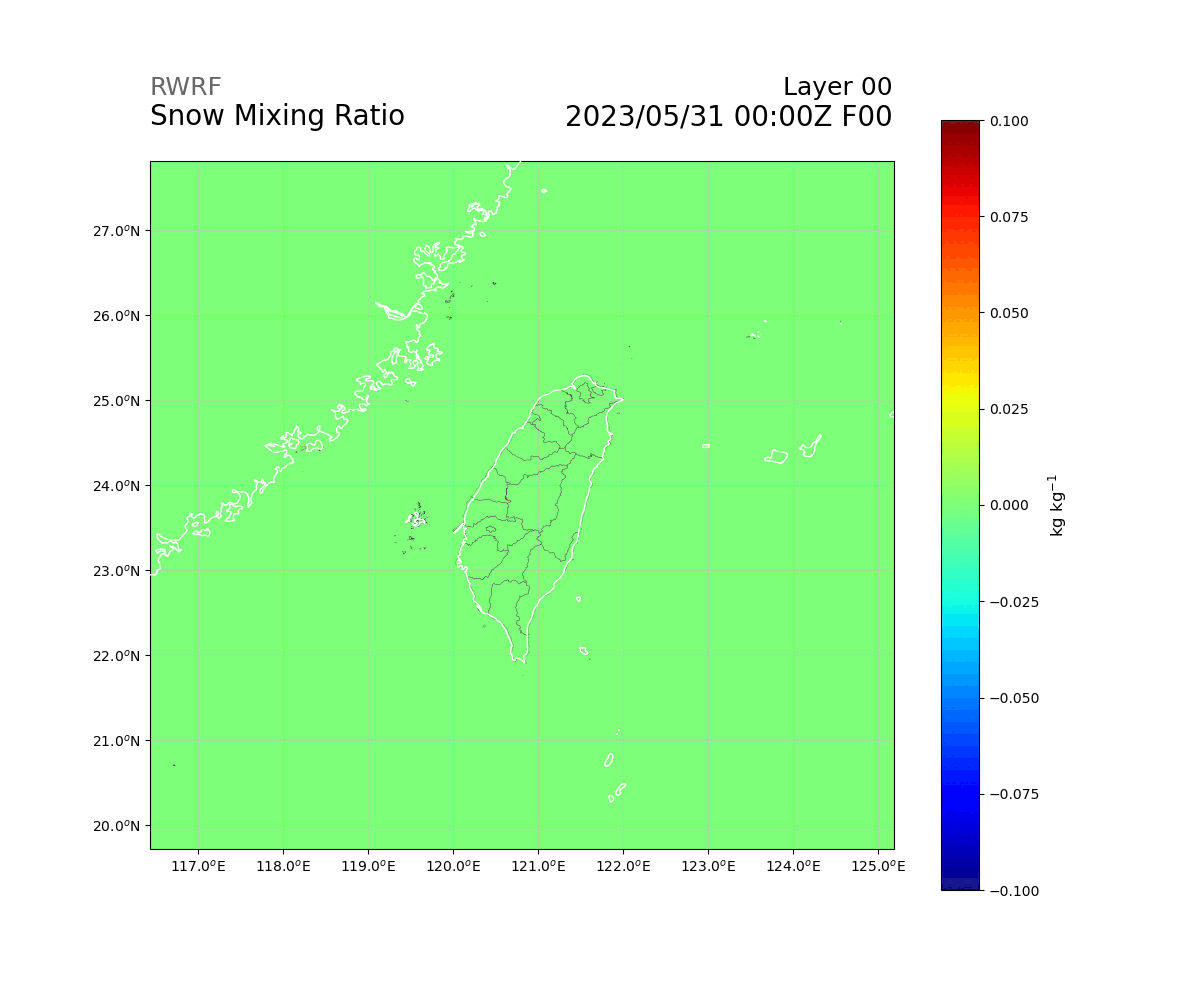 RWRF
Layer 00
Snow Mixing Ratio
2023/05/31 00:00Z F00
27.0°N
26.0°N
25.0°N
24.0°N
23.0°N
22.0°N
21.0°N
20.0°N
117.0°E
118.0°E
119.0°E
120.0°E
121.0°E
122.0°E
123.0°E
124.0°E
125.0°E
0.100
0.075
0.050
0.025
0.000
−0.025
−0.050
−0.075
−0.100
kg kg⁻¹